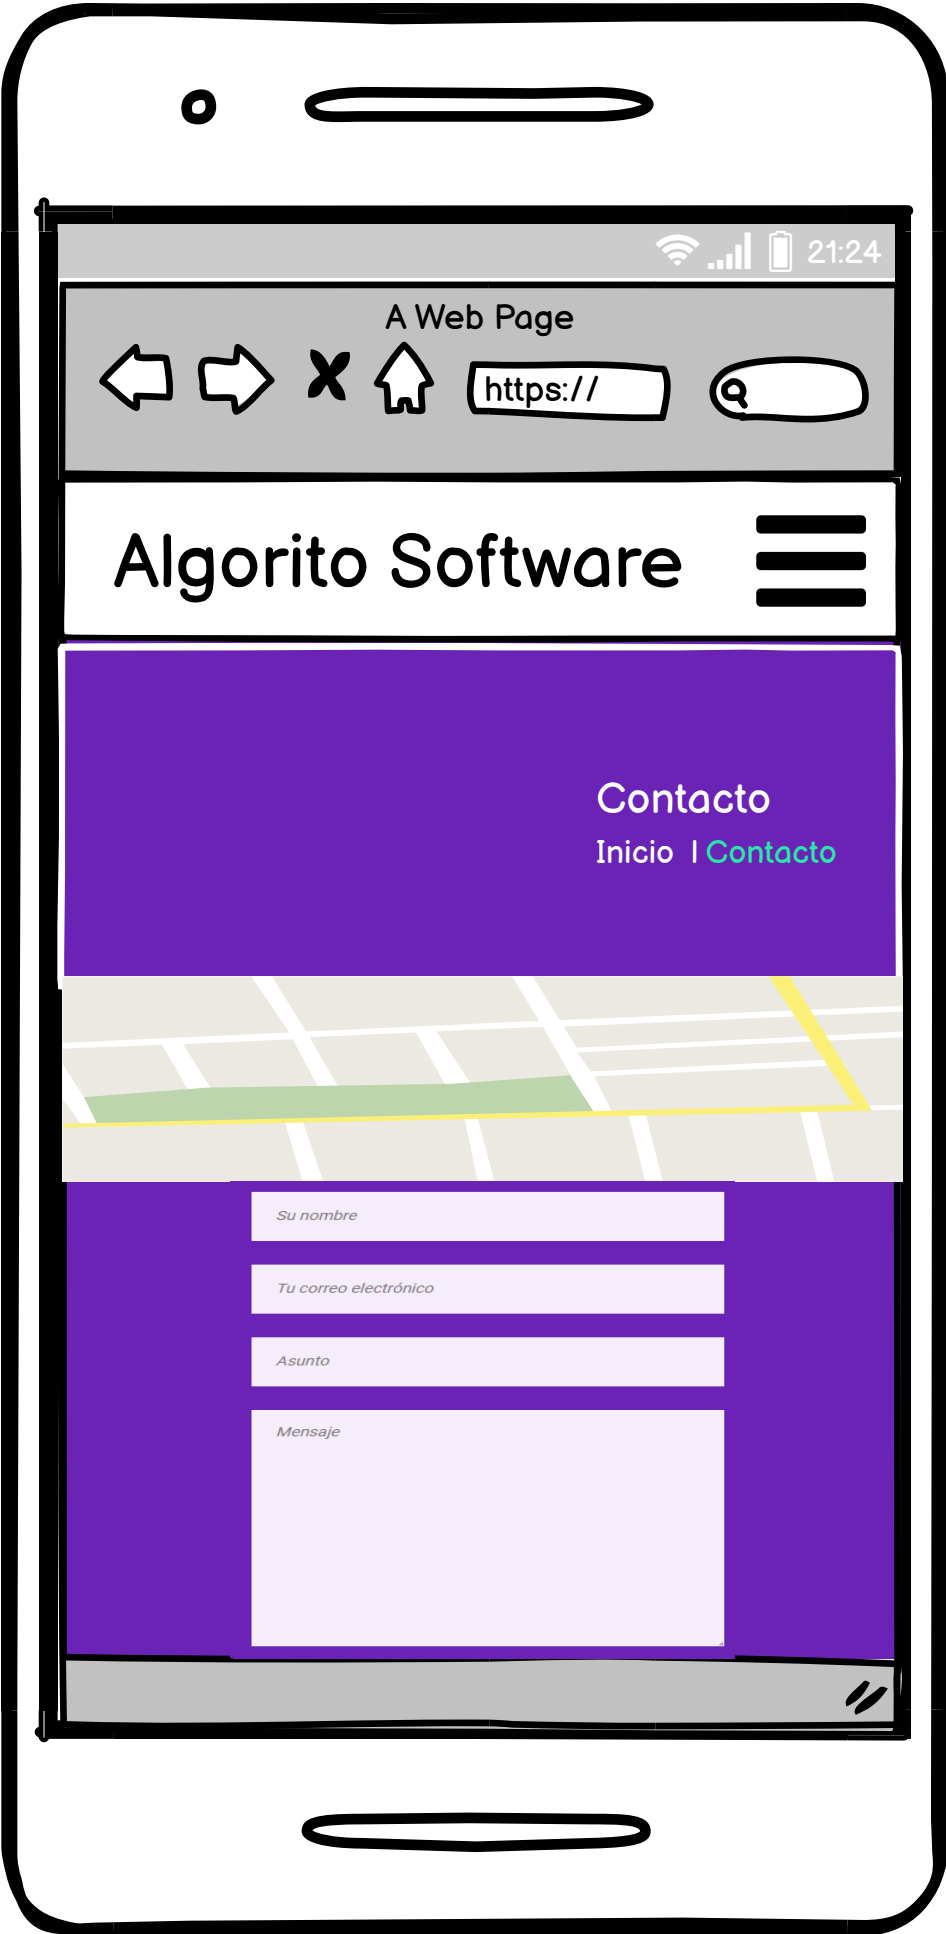 21:24
A Web Page
https://
Algorito Software
Contacto
Inicio | Contacto
Su nombre
Tu correo electrónico
Asunto
Mensaje